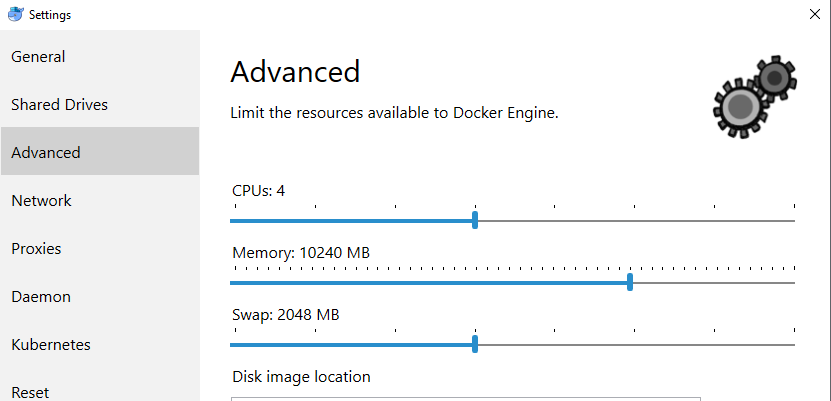 Settings
General
Shared Drives
Advanced
Network
Proxies
Daemon
Kubernetes
Reset
Advanced
Limit the resources available to Docker Engine.
CPUs: 4
Memory: 10240 MB
Swap: 2048 MB
Disk image location